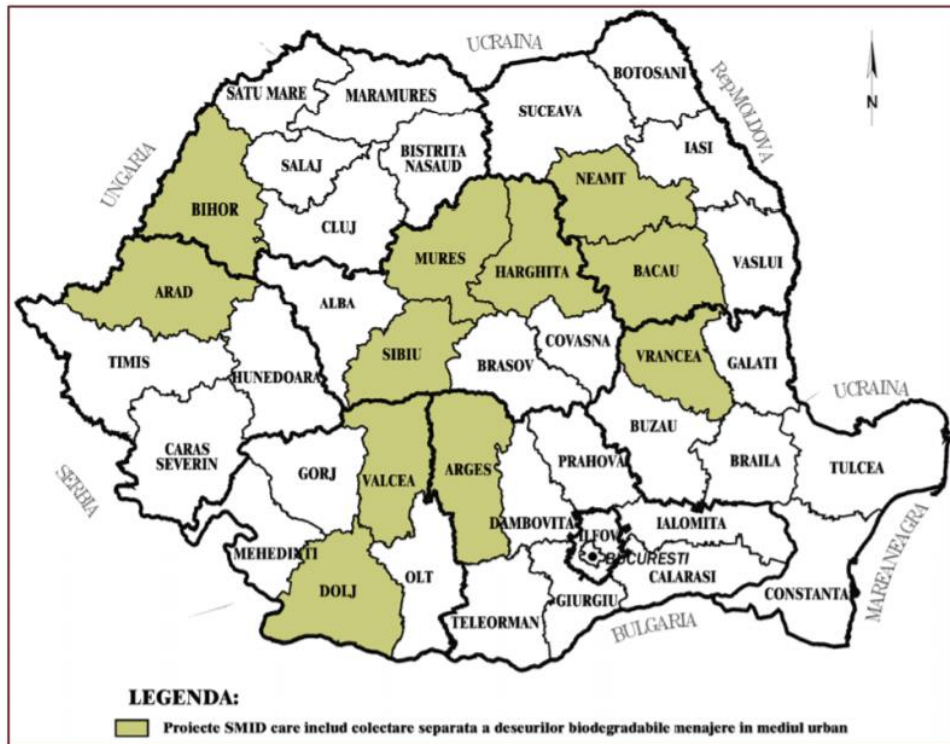 UCRAINA
BOTOSANI
Rep.MOLDOVA
SATU MARE
MARAMURES
SUCEAVA
N
UNGARIA
SALAJ
BISTRITA
NASAUD
IASI
NEAMT
BIHOR
CLUJ
MURES
HARGHITA
BACAU
VASLUI
ARAD
ALBA
TIMIS
HUNEDOARA
SIBIU
BRASOV
COVASNA
VRANCEA
GALATI
UCRAINA
CARAS
SEVERIN
GORJ
VALCEA
ARGES
PRAHOVA
BUZAU
BRAILA
TULCEA
SERBIA
MEHEDINTI
DOLJ
OLT
DAMBOVITA
ILFOV
BUCURESTI
IALOMITA
CALARASI
CONSTANTA
MAREANEAGRA
TELEORMAN
GIURGIU
BULGARIA
LEGENDA:
Proiecte SMID care includ colectare separata a deseurilor biodegradabile menajere in mediul urban